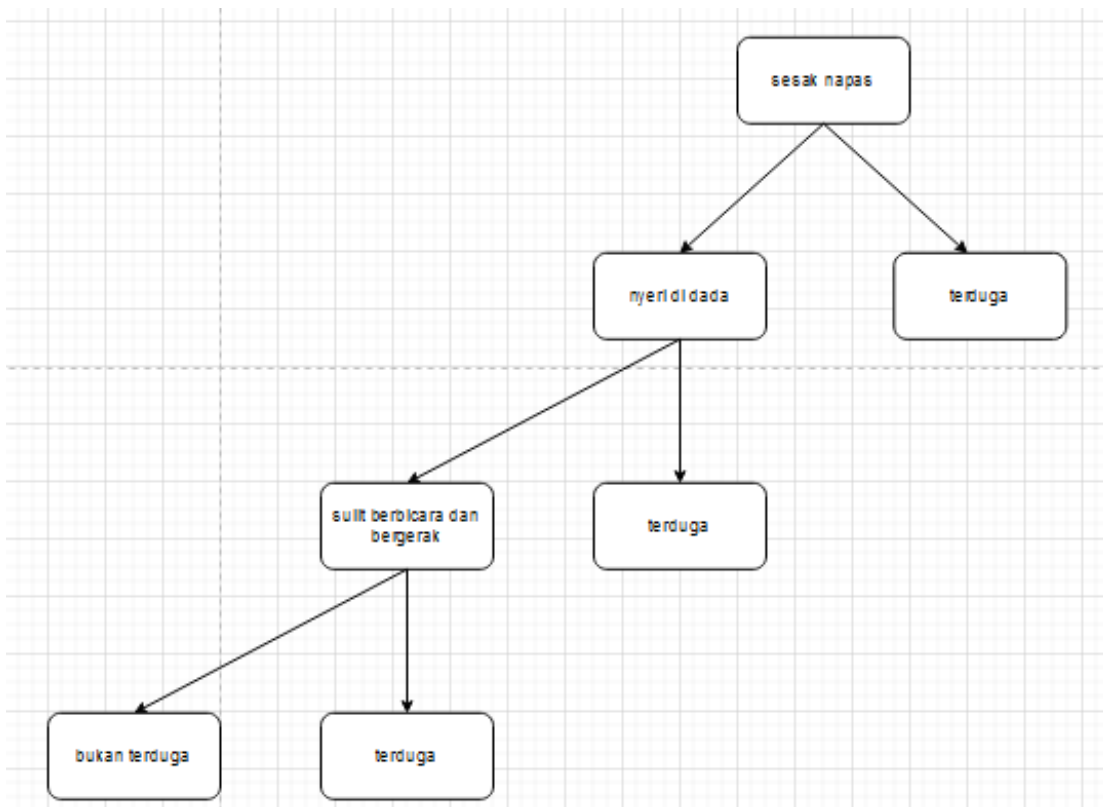 sesak napas
nyeri di dada
terduga
sulit berbicara dan
bergerak
terduga
bukan terduga
terduga